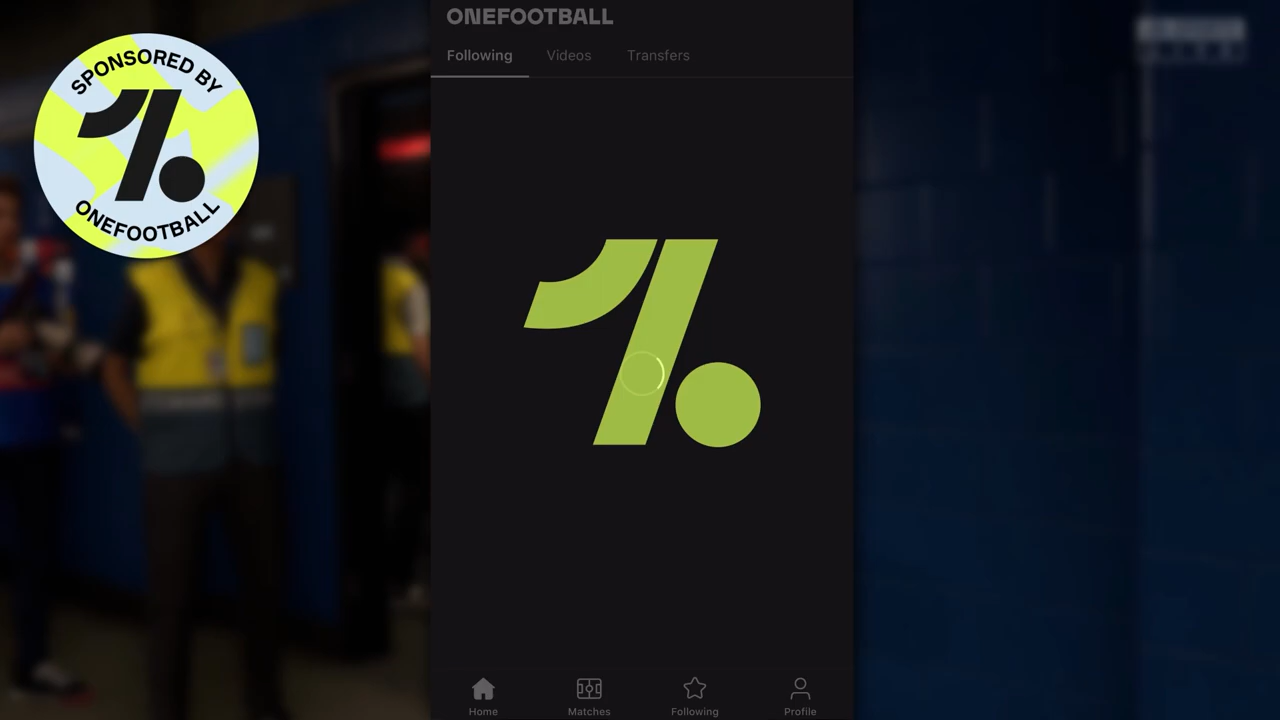 SPONSORED BY
ONEFOOTBALL
ONEFOOTBALL
Following Videos Transfers
Home Matches Following Profile